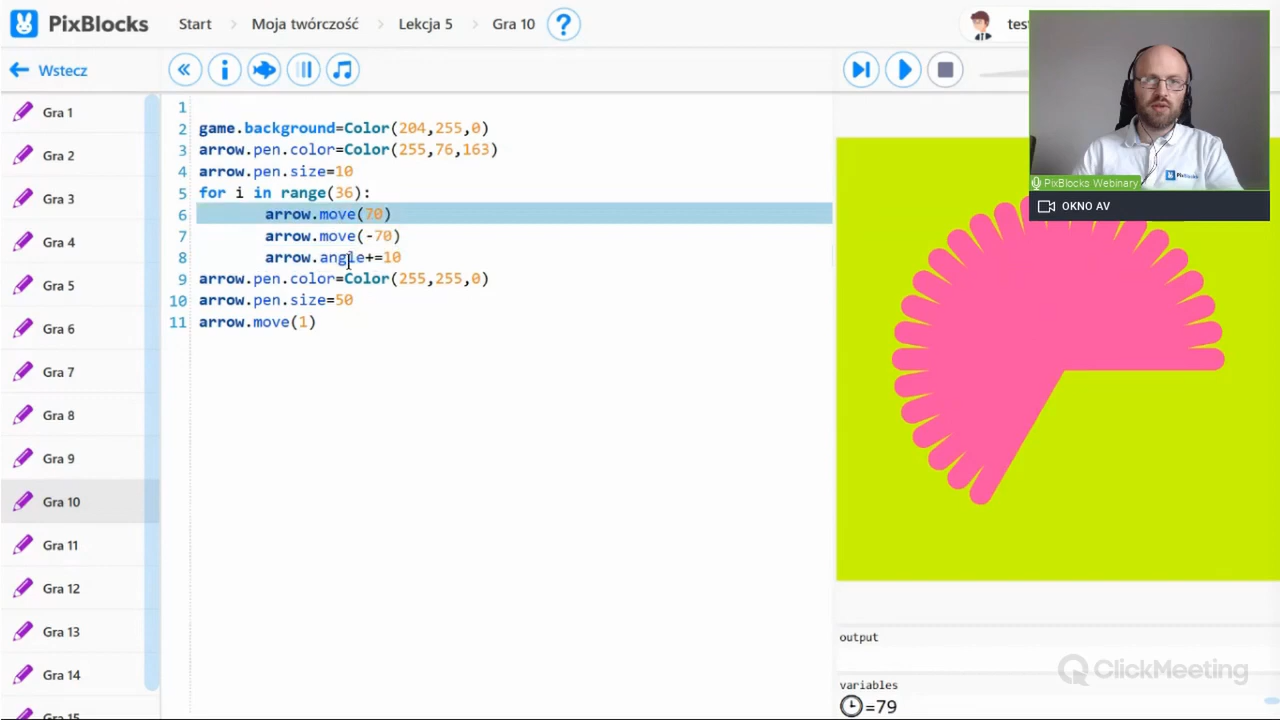 PixBlocks
Start
Moja twórczość
Lekcja 5
Gra 10
?
Wstecz
Gra 1
Gra 2
Gra 3
Gra 4
Gra 5
Gra 6
Gra 7
Gra 8
Gra 9
Gra 10
Gra 11
Gra 12
Gra 13
Gra 14
Gra 15
1
2 game.background=Color(204,255,0)
3 arrow.pen.color=Color(255,76,163)
4 arrow.pen.size=10
5 for i in range(36):
6 arrow.move(70)
7 arrow.move(-70)
8 arrow.angle+=10
9 arrow.pen.color=Color(255,255,0)
10 arrow.pen.size=50
11 arrow.move(1)
PixBlocks
PixBlocks Webinary
OKNO AV
output
ClickMeeting
variables
=79